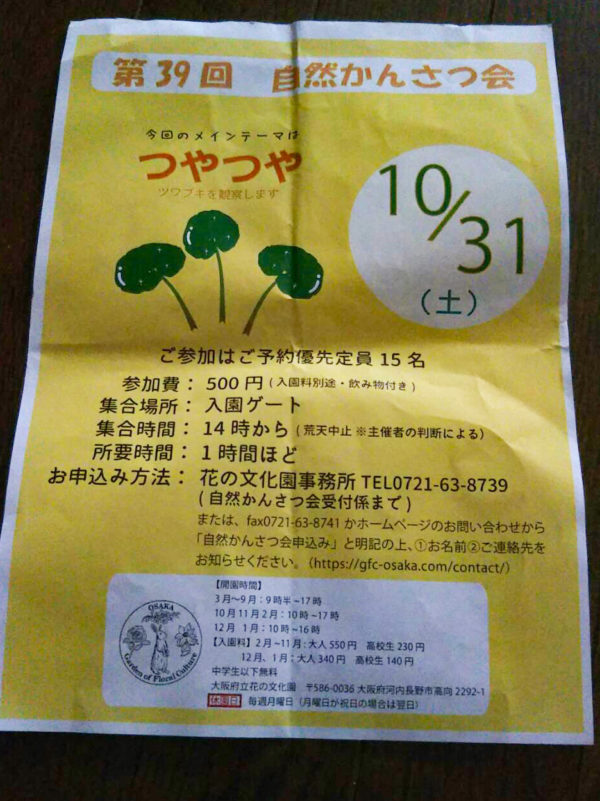 第39回 自然かんさつ会
今回のメインテーマは
つやつや
ツワブキを観察します
10/31
（土）
ご参加はご予約優先定員15名
参加費： 500円 ( 入園料別途・飲み物付き )
集合場所： 入園ゲート
集合時間： 14時から ( 荒天中止 ※主催者の判断による)
所要時間： 1時間ほど
お申込み方法： 花の文化園事務所 TEL0721-63-8739
( 自然かんさつ会受付係まで )
または、fax0721-63-8741かホームページのお問い合わせから
「自然かんさつ会申込み」と明記の上、①お名前②ご連絡先を
お知らせください。（https://gfc-osaka.com/contact/）
【開園時間】
3月～9月：9時半~17時
10月11月2月：10時~17時
12月 1月：10時~16時
【入園料】2月~11月：大人550円 高校生230円
12月、1月：大人340円 高校生140円
中学生以下無料
大阪府立花の文化園 〒586-0036 大阪府河内長野市高向2292-1
休園日 毎週月曜日（月曜日が祝日の場合は翌日）
OSAKA
Garden of Floral Culture